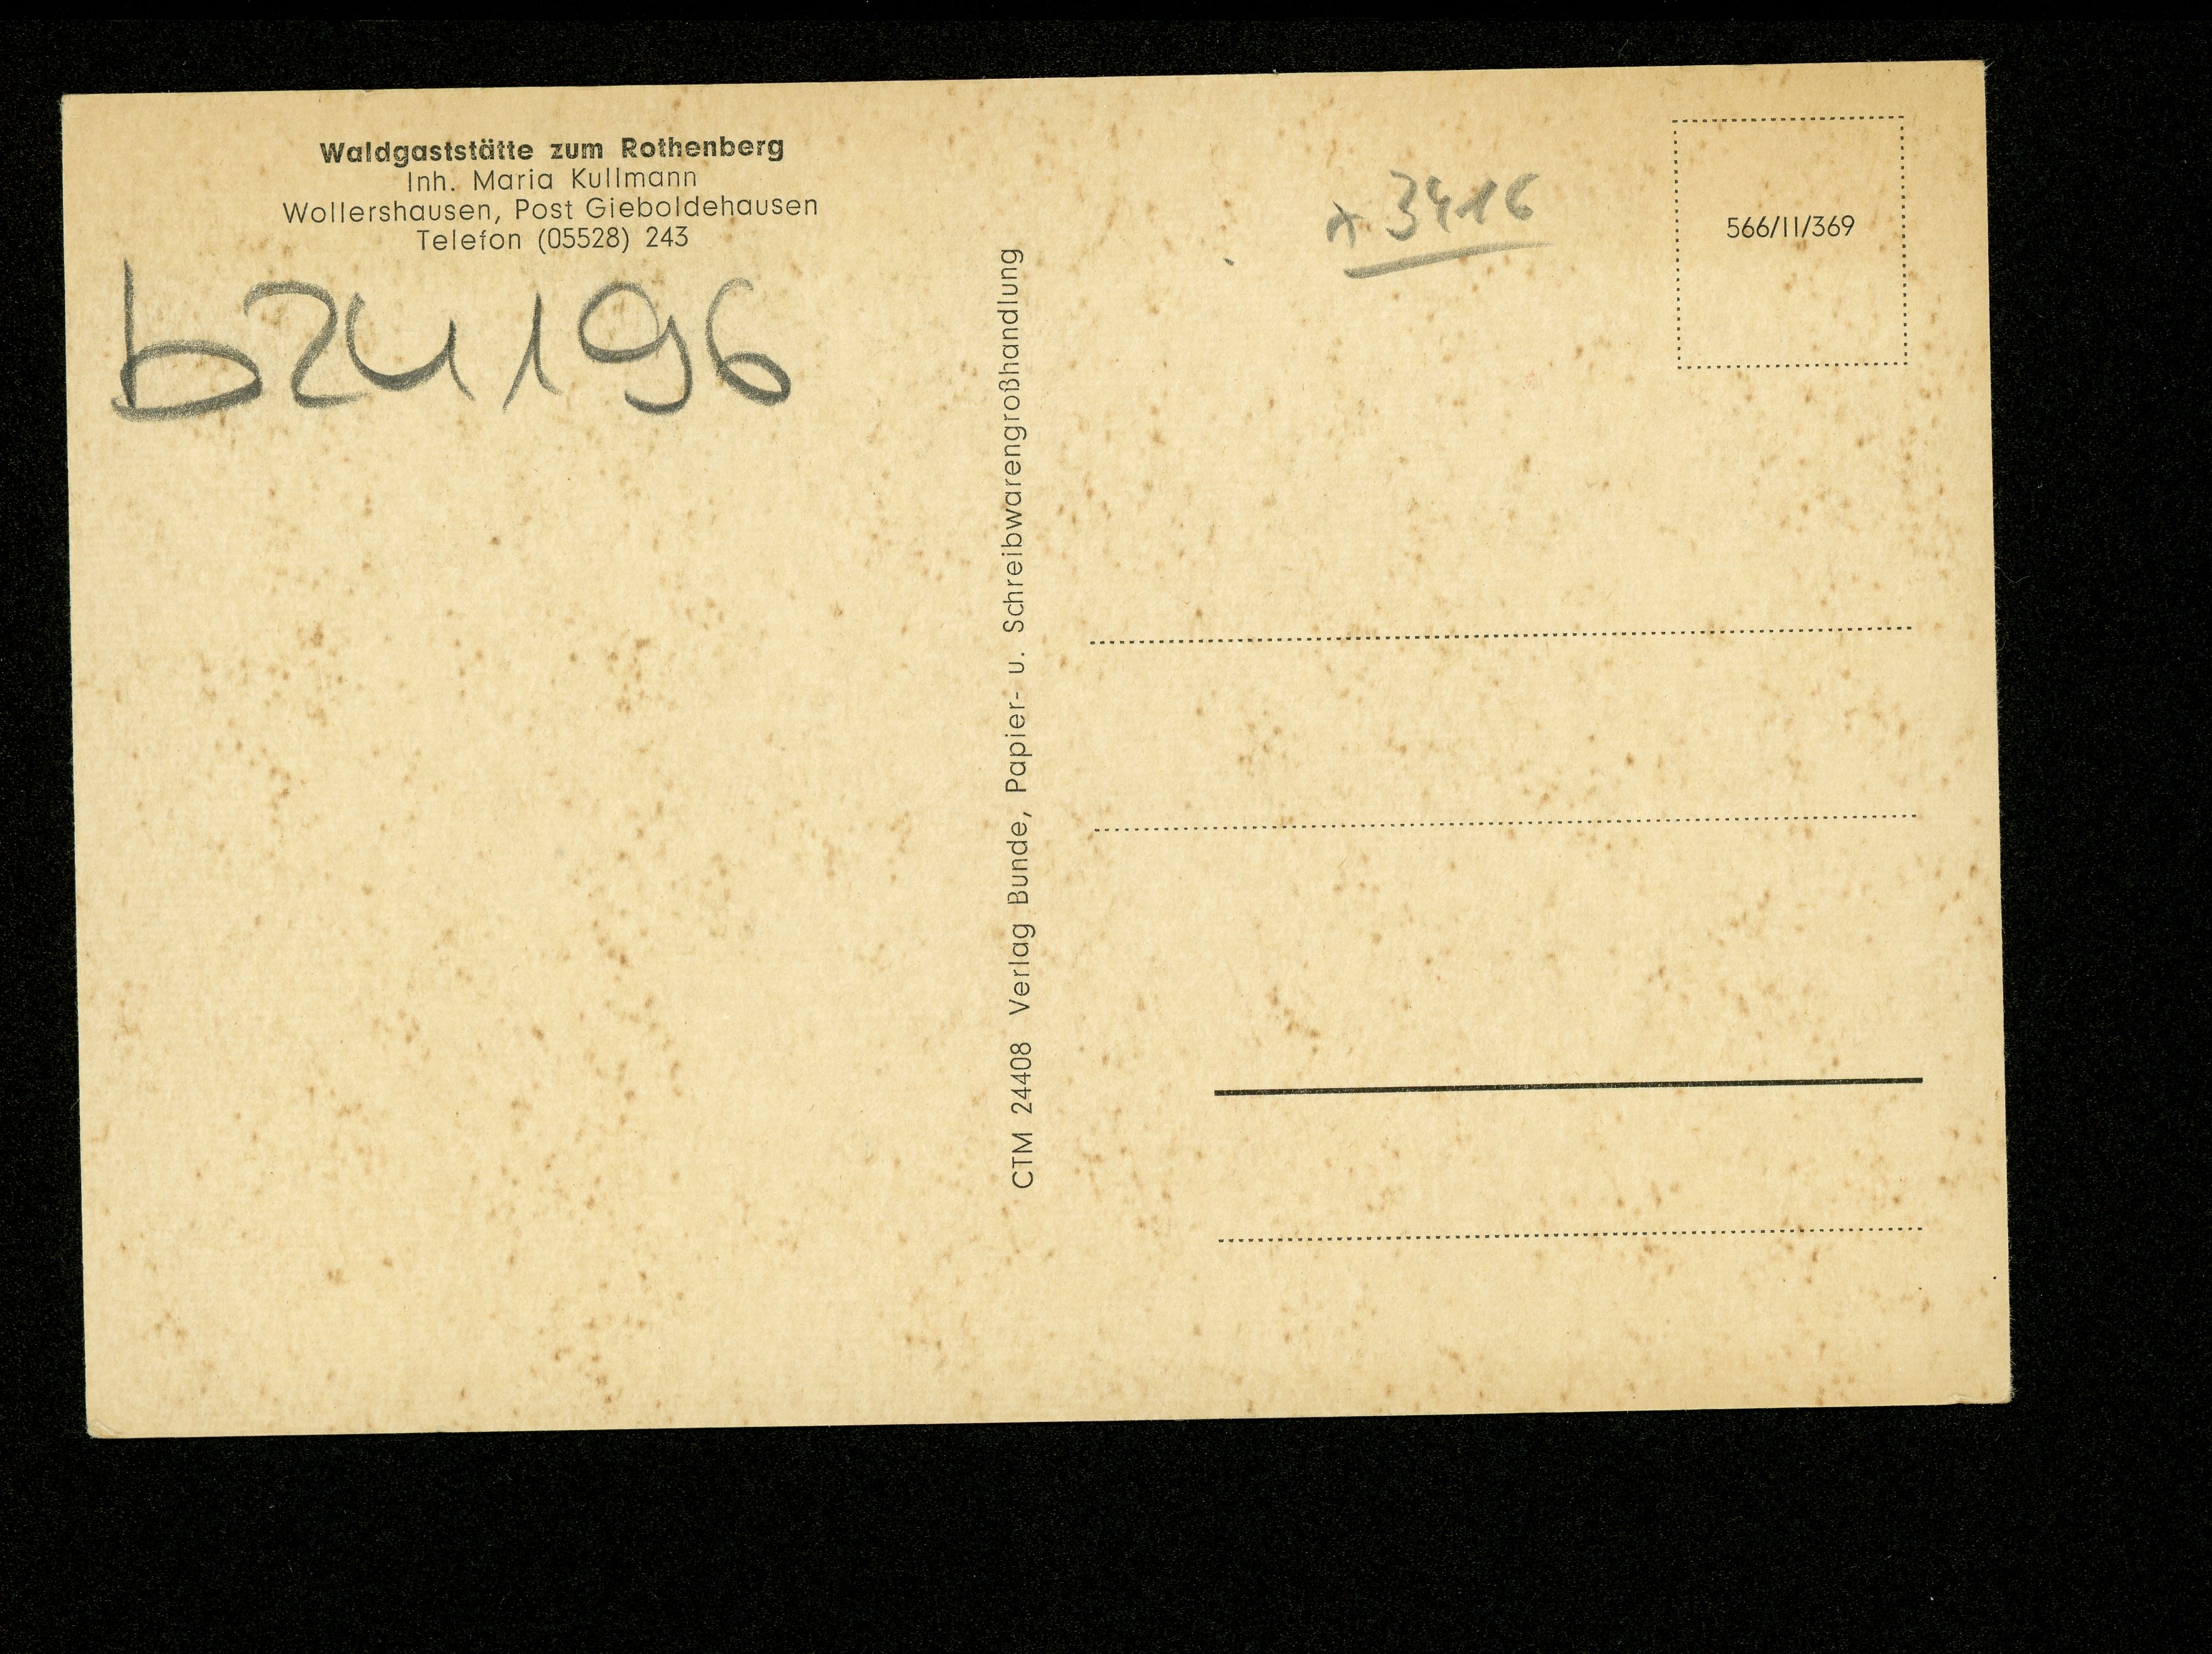 Waldgaststätte zum Rothenberg
Inh. Maria Kullmann
Wollershausen, Post Gieboldehausen
Telefon (05528) 243
b24196
x 3416
566/II/369
CTM 24408 Verlag Bunde, Papier- u. Schreibwarengroßhandlung